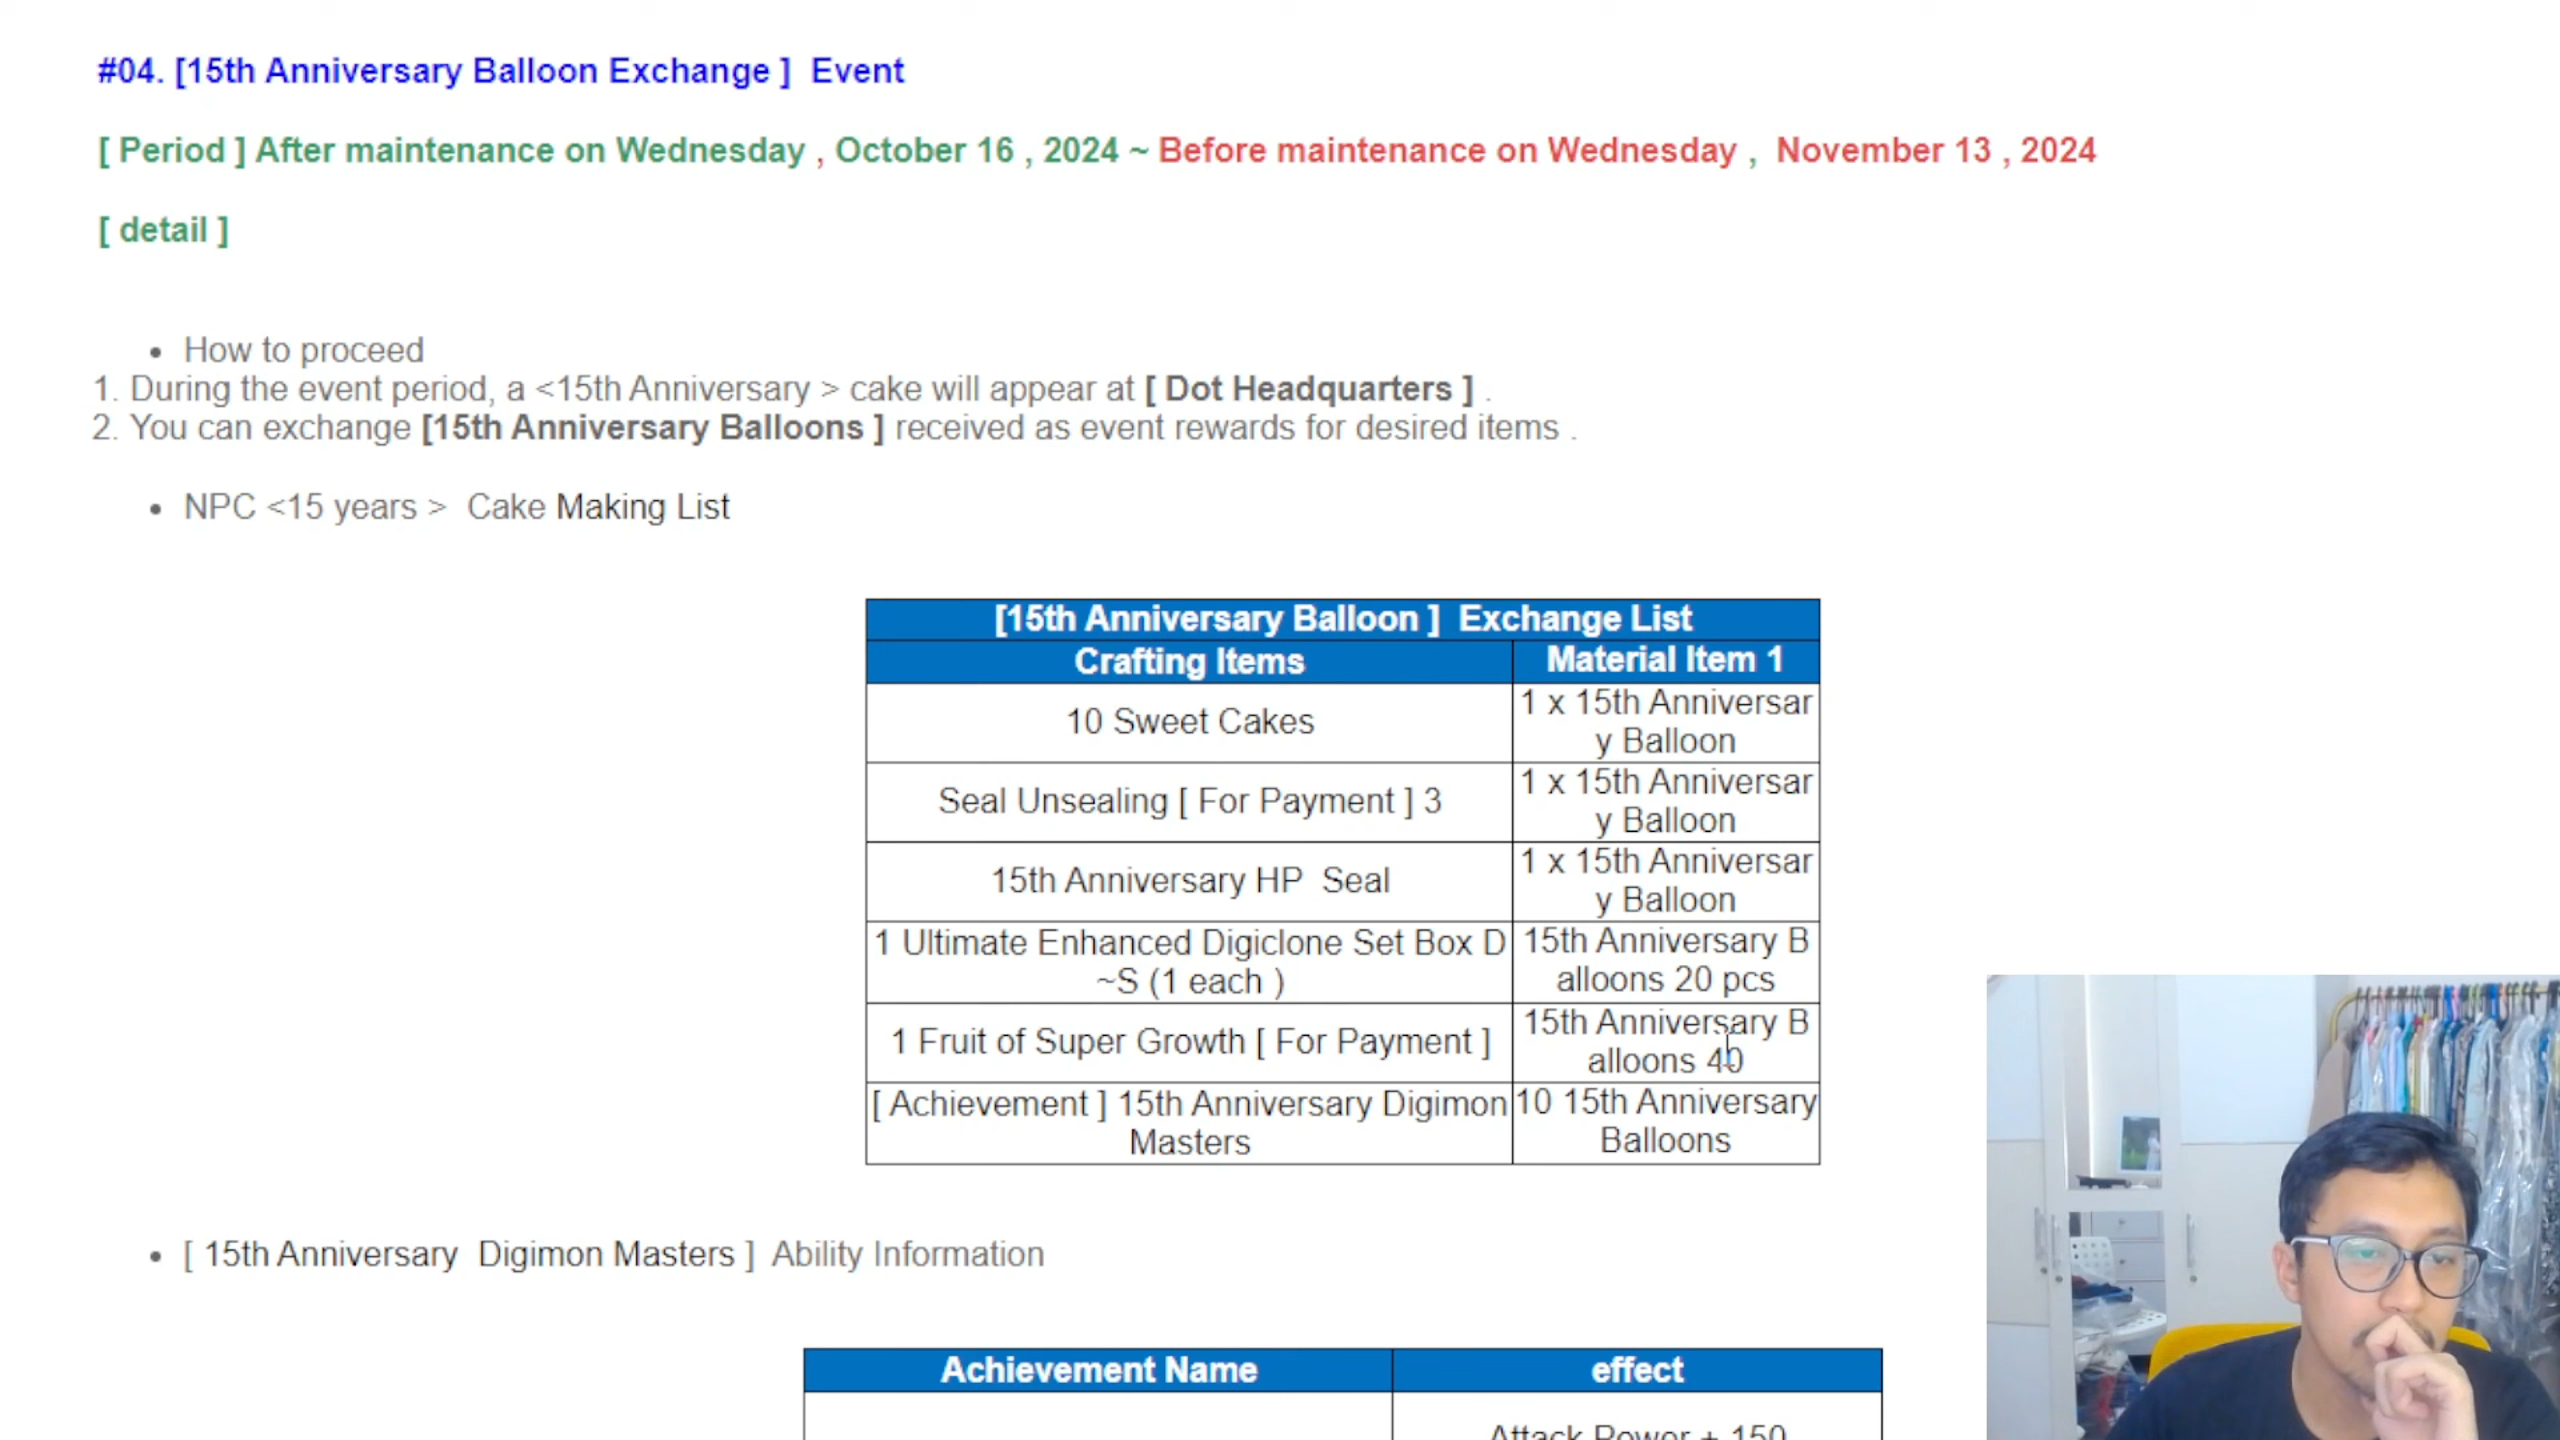 #04. [15th Anniversary Balloon Exchange ] Event
[ Period ] After maintenance on Wednesday , October 16 , 2024 ~ Before maintenance on Wednesday , November 13 , 2024
[ detail ]
• How to proceed
1. During the event period, a <15th Anniversary > cake will appear at [ Dot Headquarters ] .
2. You can exchange [15th Anniversary Balloons ] received as event rewards for desired items .
• NPC <15 years > Cake Making List
[15th Anniversary Balloon ] Exchange List
Crafting Items Material Item 1
10 Sweet Cakes
1 x 15th Anniversar
y Balloon
Seal Unsealing [ For Payment ] 3
1 x 15th Anniversar
y Balloon
15th Anniversary HP Seal
1 x 15th Anniversar
y Balloon
1 Ultimate Enhanced Digiclone Set Box D
~S (1 each )
15th Anniversary B
alloons 20 pcs
1 Fruit of Super Growth [ For Payment ]
15th Anniversary B
alloons 40
[ Achievement ] 15th Anniversary Digimon
Masters
10 15th Anniversary
Balloons
• [ 15th Anniversary Digimon Masters ] Ability Information
Achievement Name effect
Attack Power + 150